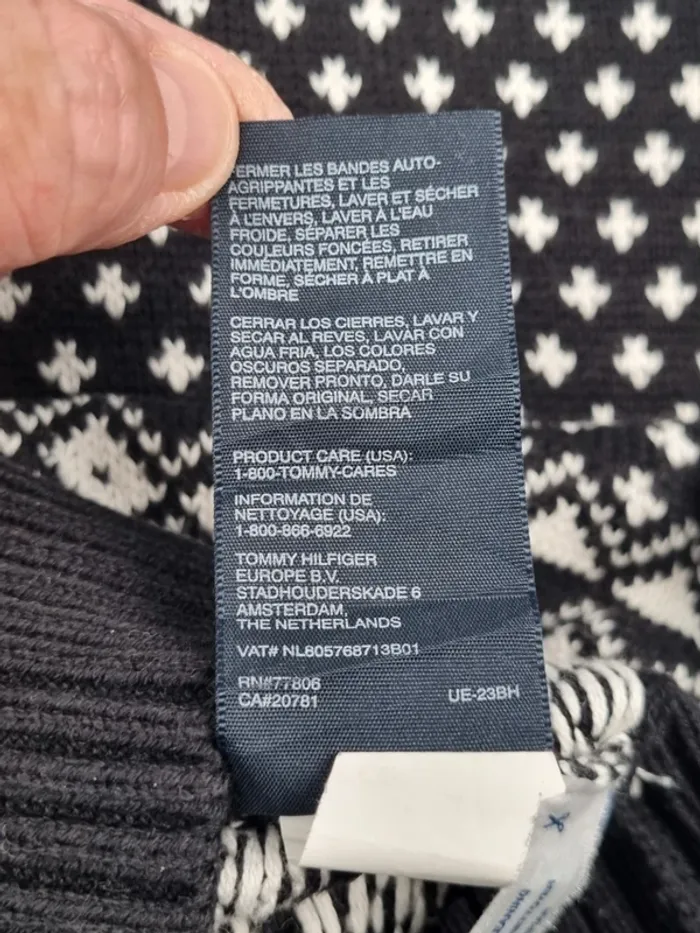 FERMER LES BANDES AUTO-
AGRIPPANTES ET LES
FERMETURES, LAVER ET SÉCHER
À L'ENVERS, LAVER À L'EAU
FROIDE, SÉPARER LES
COULEURS FONCÉES, RETIRER
IMMÉDIATEMENT, REMETTRE EN
FORME, SÉCHER À PLAT À
L'OMBRE
CERRAR LOS CIERRES, LAVAR Y
SECAR AL REVES, LAVAR CON
AGUA FRIA, LOS COLORES
OSCUROS SEPARADO,
REMOVER PRONTO, DARLE SU
FORMA ORIGINAL, SECAR
PLANO EN LA SOMBRA
PRODUCT CARE (USA):
1-800-TOMMY-CARES
INFORMATION DE
NETTOYAGE (USA):
1-800-866-6922
TOMMY HILFIGER
EUROPE B.V.
STADHOUDERSKADE 6
AMSTERDAM,
THE NETHERLANDS
VAT# NL805768713B01
RN#77806
CA#20781
UE-23BH